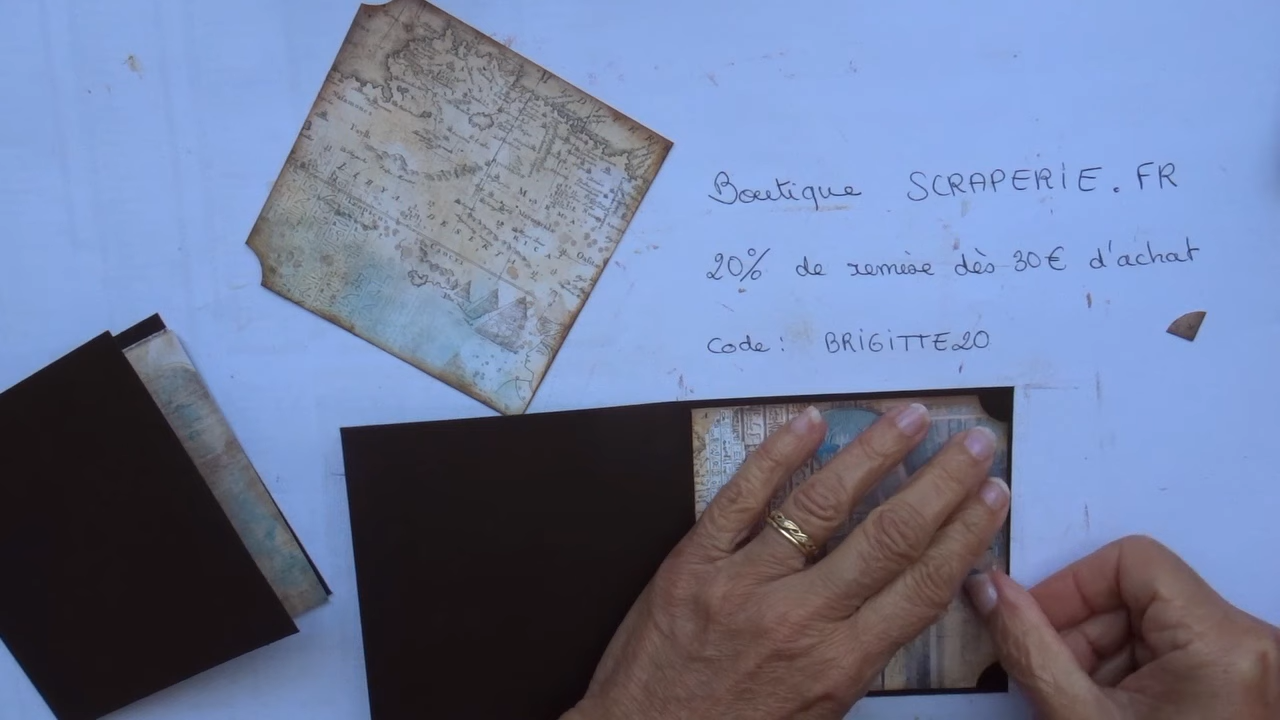 Boutique SCRAPERIE.FR
20% de remise dès 30€ d'achat
Code: BRIGITTE20